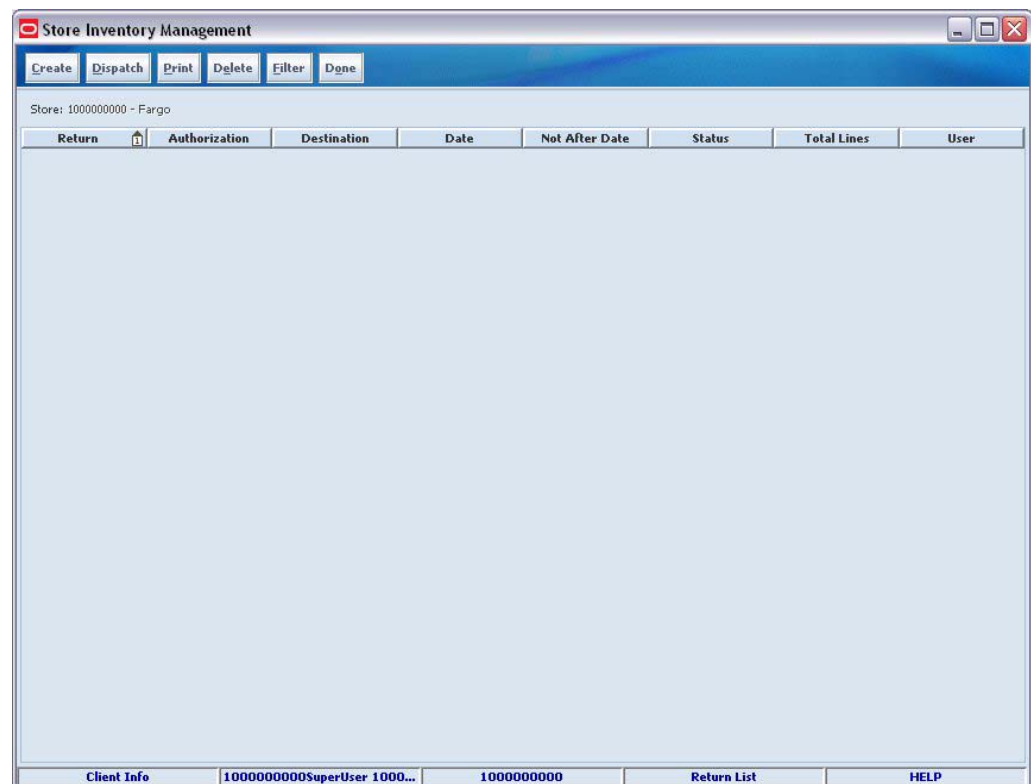 Store Inventory Management
Create Dispatch Print Delete Filter Done
Store: 1000000000 - Fargo
Return 1 Authorization Destination Date Not After Date Status Total Lines User
Client Info 1000000000SuperUser 1000... 1000000000 Return List HELP